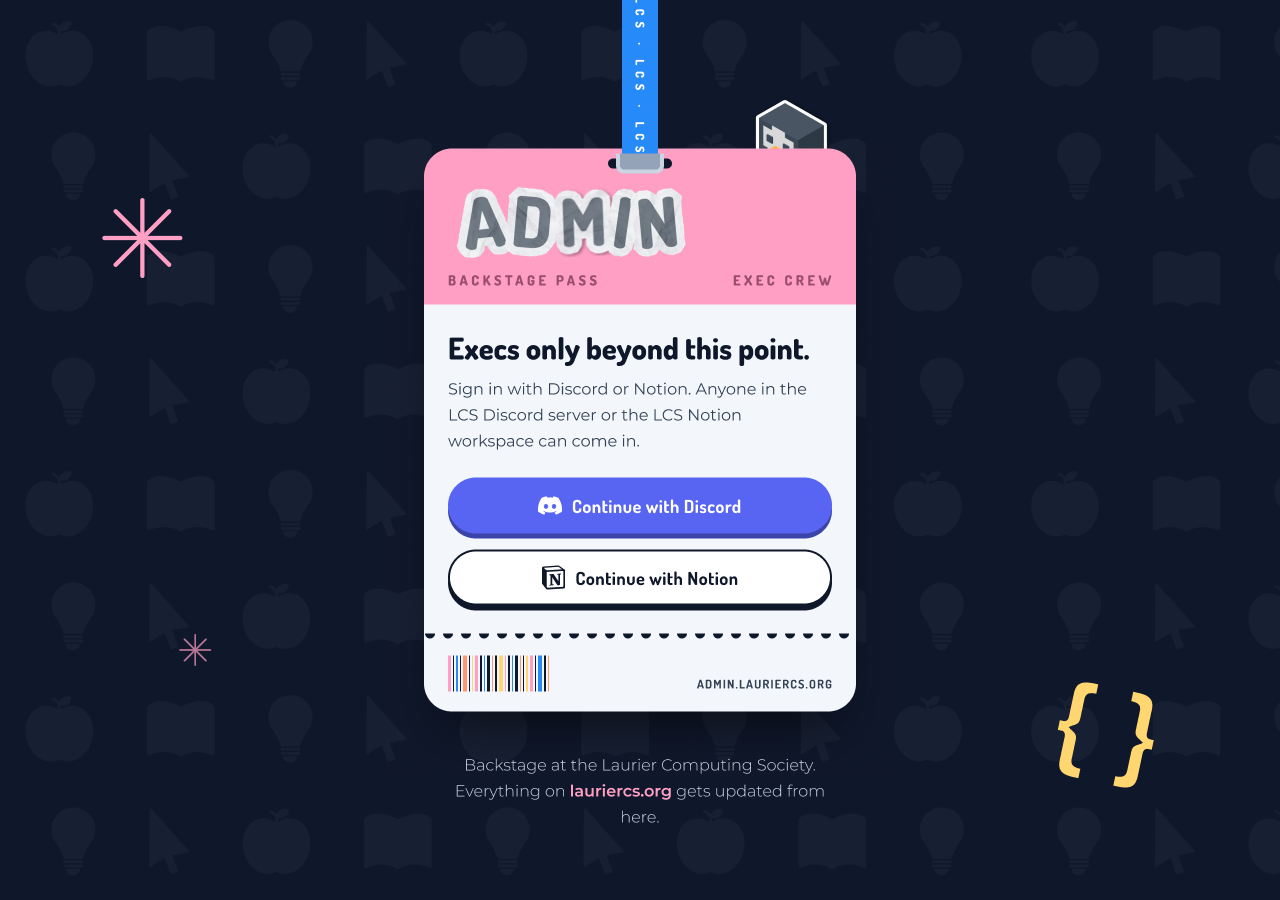 LCS · LCS · LCS
ADMIN
BACKSTAGE PASS
EXEC CREW
Execs only beyond this point.
Sign in with Discord or Notion. Anyone in the
LCS Discord server or the LCS Notion
workspace can come in.
Continue with Discord
N
Continue with Notion
ADMIN.LAURIERCS.ORG
{ }
Backstage at the Laurier Computing Society.
Everything on lauriercs.org gets updated from
here.